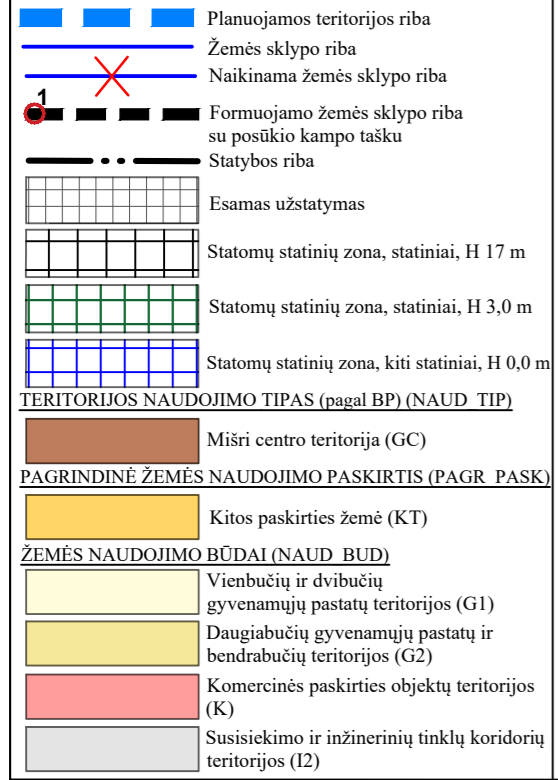 Planuojamos teritorijos riba
Žemės sklypo riba
Naikinama žemės sklypo riba
1
Formuojamo žemės sklypo riba
su posūkio kampo tašku
Statybos riba
Esamas užstatymas
Statomų statinių zona, statiniai, H 17 m
Statomų statinių zona, statiniai, H 3,0 m
Statomų statinių zona, kiti statiniai, H 0,0 m
TERITORIJOS NAUDOJIMO TIPAS (pagal BP) (NAUD_TIP)
Mišri centro teritorija (GC)
PAGRINDINĖ ŽEMĖS NAUDOJIMO PASKIRTIS (PAGR_PASK)
Kitos paskirties žemė (KT)
ŽEMĖS NAUDOJIMO BŪDAI (NAUD_BUD)
Vienbučių ir dvibučių
gyvenamųjų pastatų teritorijos (G1)
Daugiabučių gyvenamųjų pastatų ir
bendrabučių teritorijos (G2)
Komercinės paskirties objektų teritorijos
(K)
Susisiekimo ir inžinerinių tinklų koridorių
teritorijos (I2)